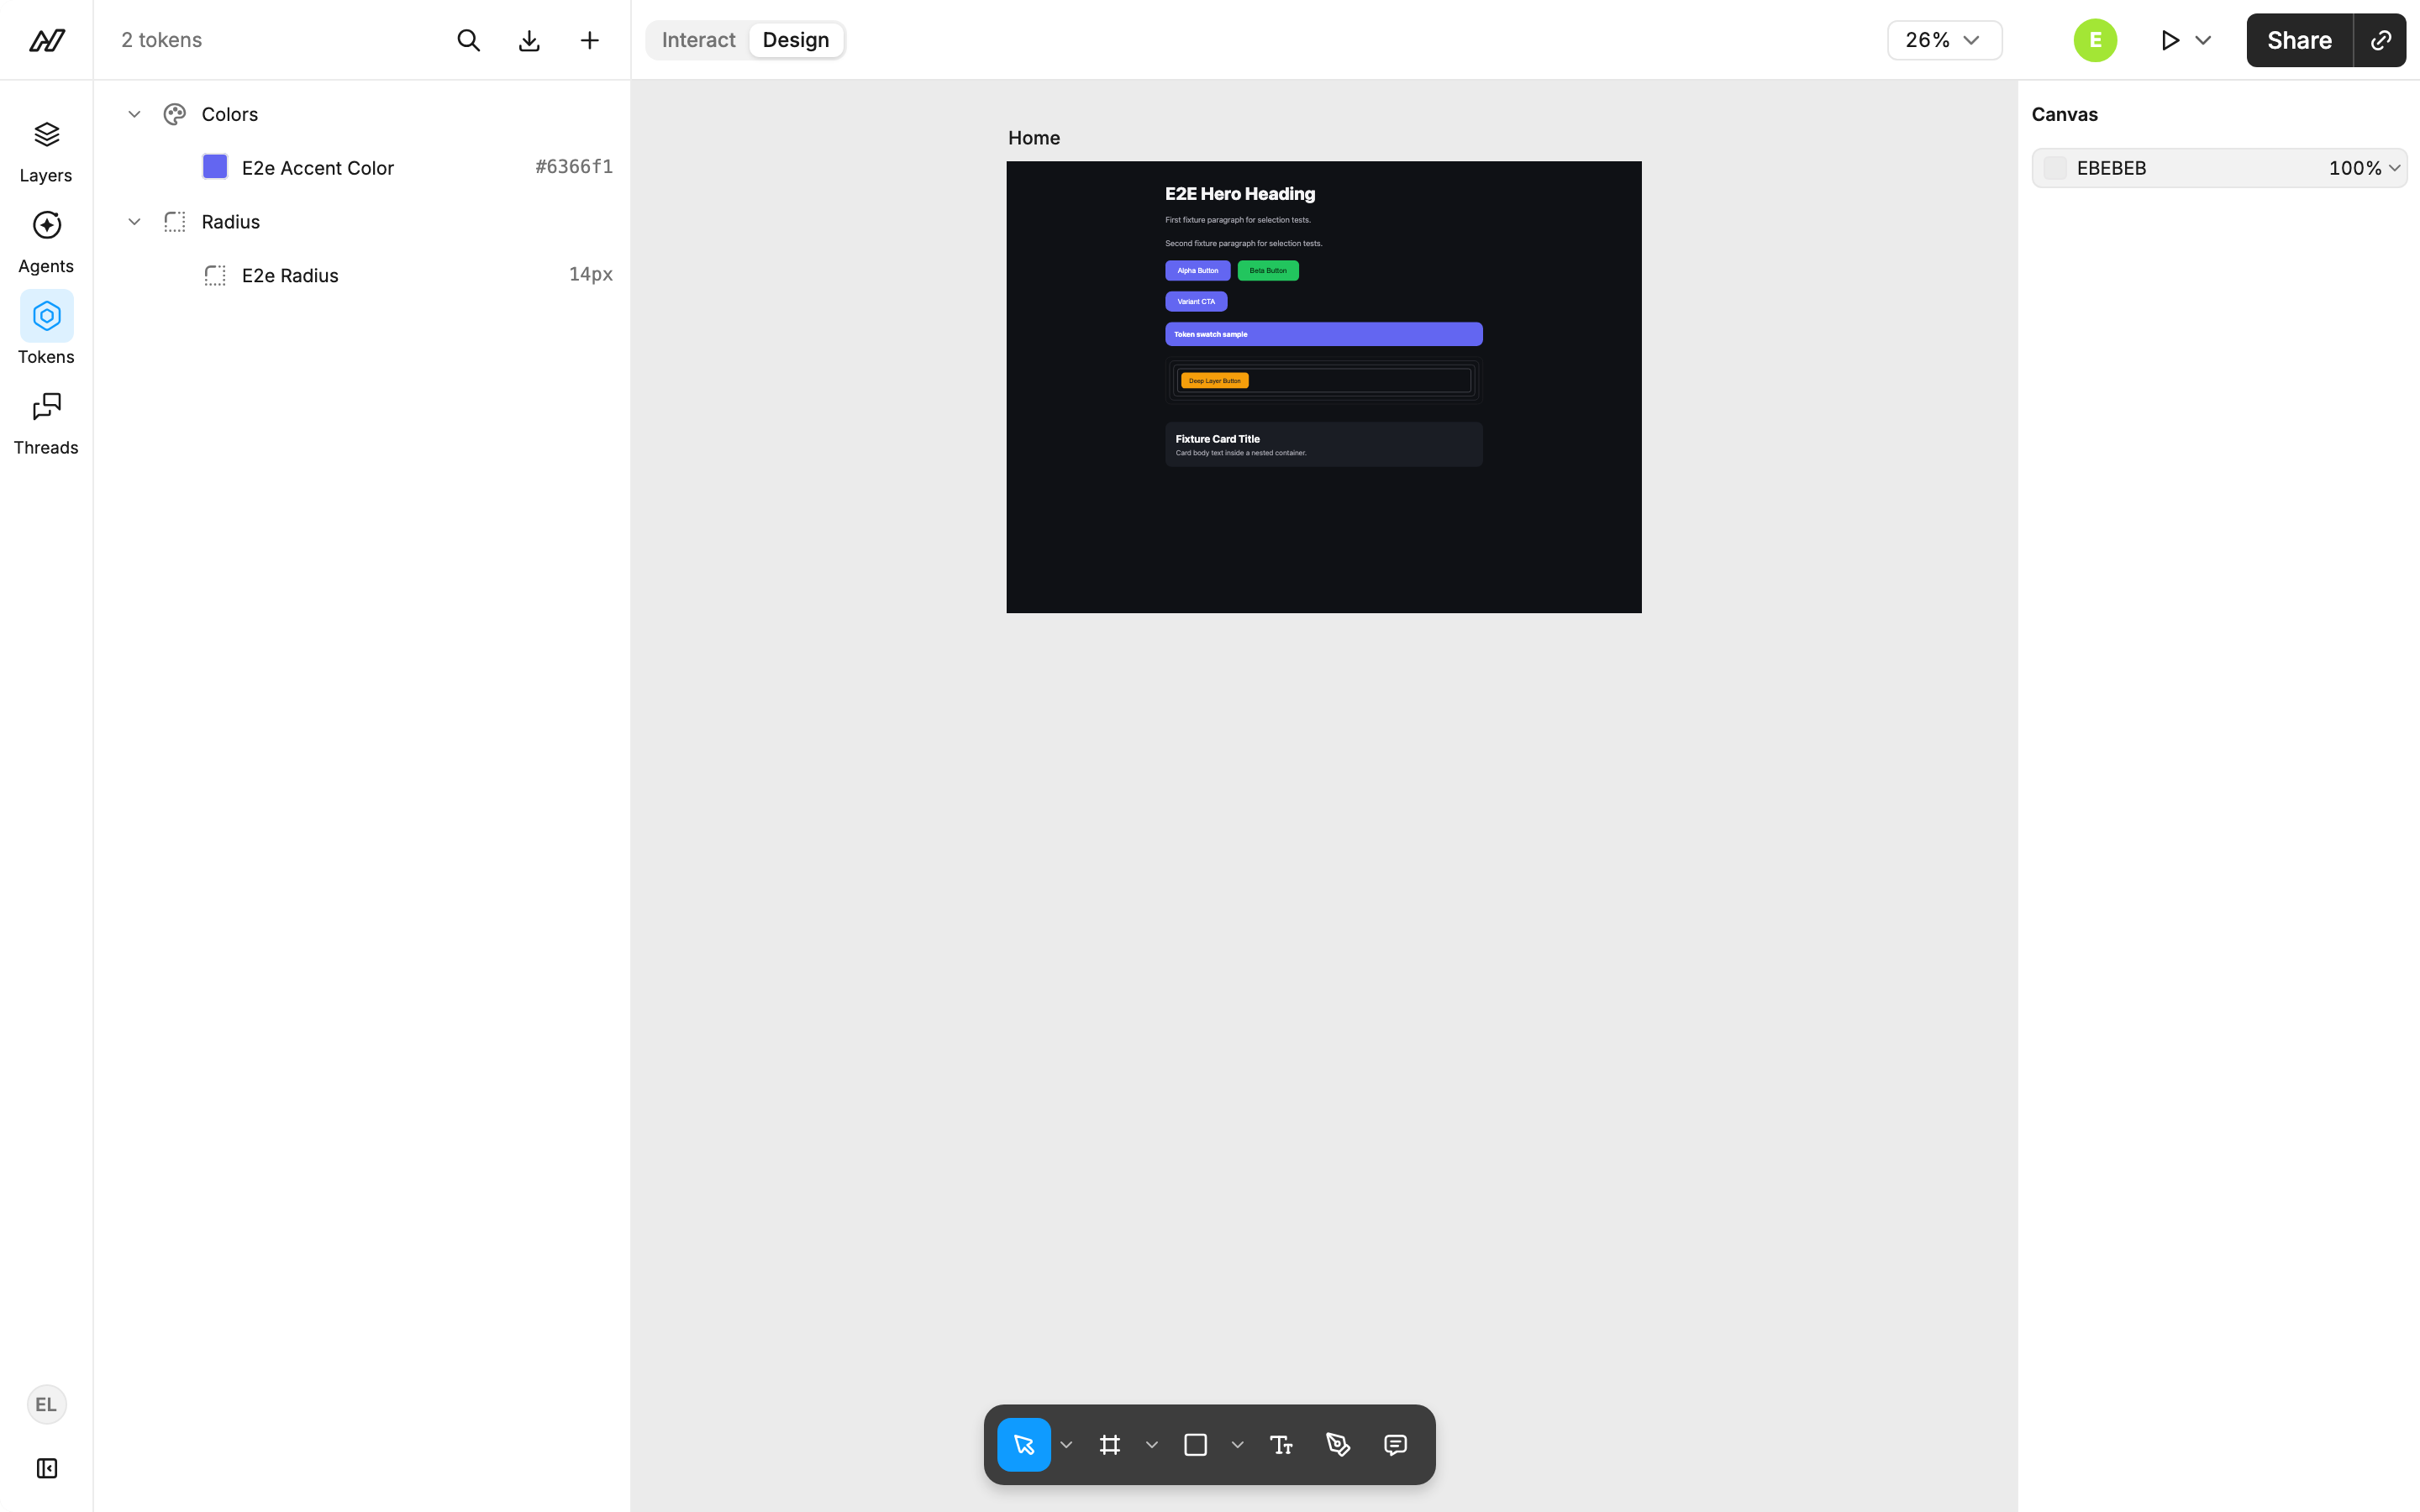 2 tokens
Interact
Design
26%
E
Share
Layers
Agents
Tokens
Threads
EL
Colors
E2e Accent Color
#6366f1
Radius
E2e Radius
14px
Home
E2E Hero Heading
First fixture paragraph for selection tests.
Second fixture paragraph for selection tests.
Alpha Button
Beta Button
Variant CTA
Token swatch sample
Deep Layer Button
Fixture Card Title
Card body text inside a nested container.
Canvas
EBEBEB
100%